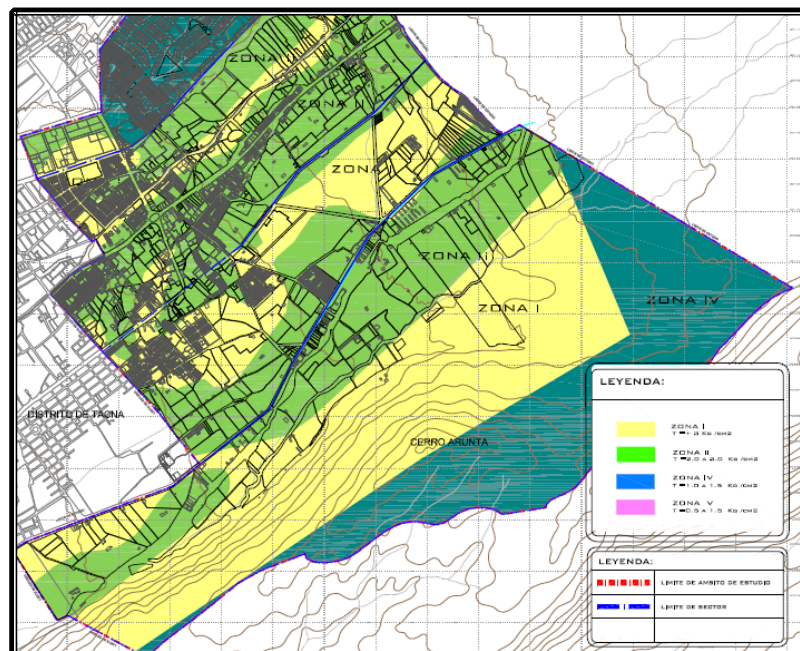 ZONA II
ZONA I
ZONA II
ZONA I
ZONA IV
DISTRITO DE TACNA
CERRO ARUNTA
LEYENDA:
ZONA I
ZONA II
T =2.0 A 3.0 KG /CM2
ZONA IV
T =1.0 A 1.5 KG /CM2
ZONA V
T =0.5 A 1.5 KG /CM2
LEYENDA:
LIMITE DE AMBITO DE ESTUDIO
LIMITE DE SECTOR